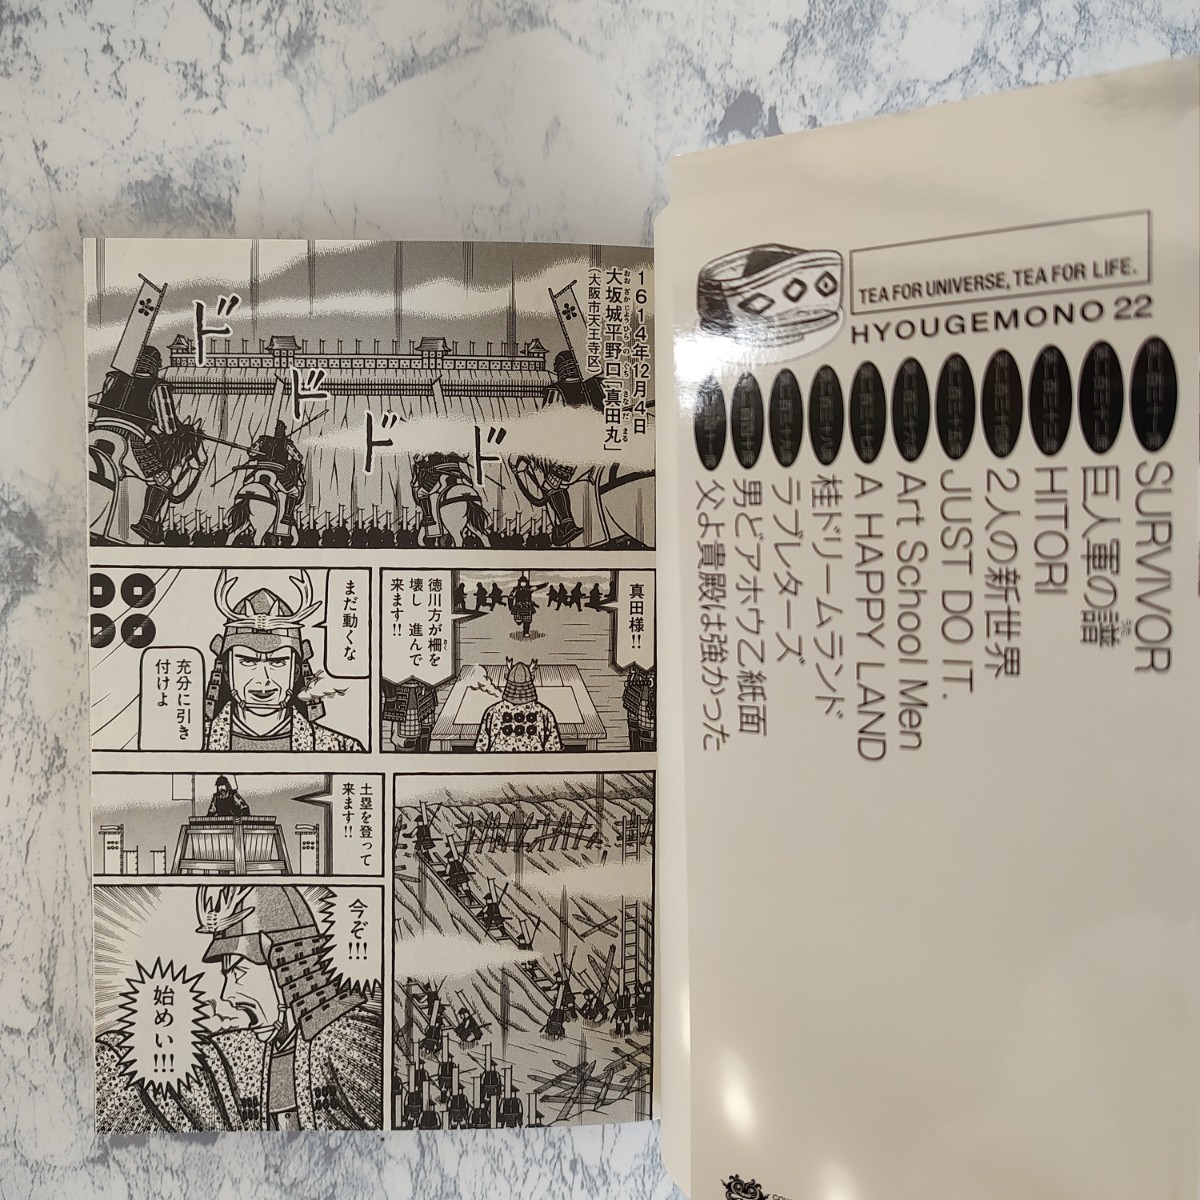 TEA FOR UNIVERSE, TEA FOR LIFE.
HYOUGEMONO 22
SURVIVOR
巨人軍の譜
HITORI
2人の新世界
JUST DO IT.
Art School Men
A HAPPY LAND
桂ドリームランド
ラブレターズ
男どアホウ乙紙面
父よ貴殿は強かった
1614年12月4日
大坂城平野口「真田丸」
(大阪市天王寺区)
ドド
ドド
真田様!!
徳川方が柵を
壊し 進んで
来ます!!
まだ動くな
充分に引き
付けよ
土塁を登って
来ます!!
今ぞ!!!
始めい!!!